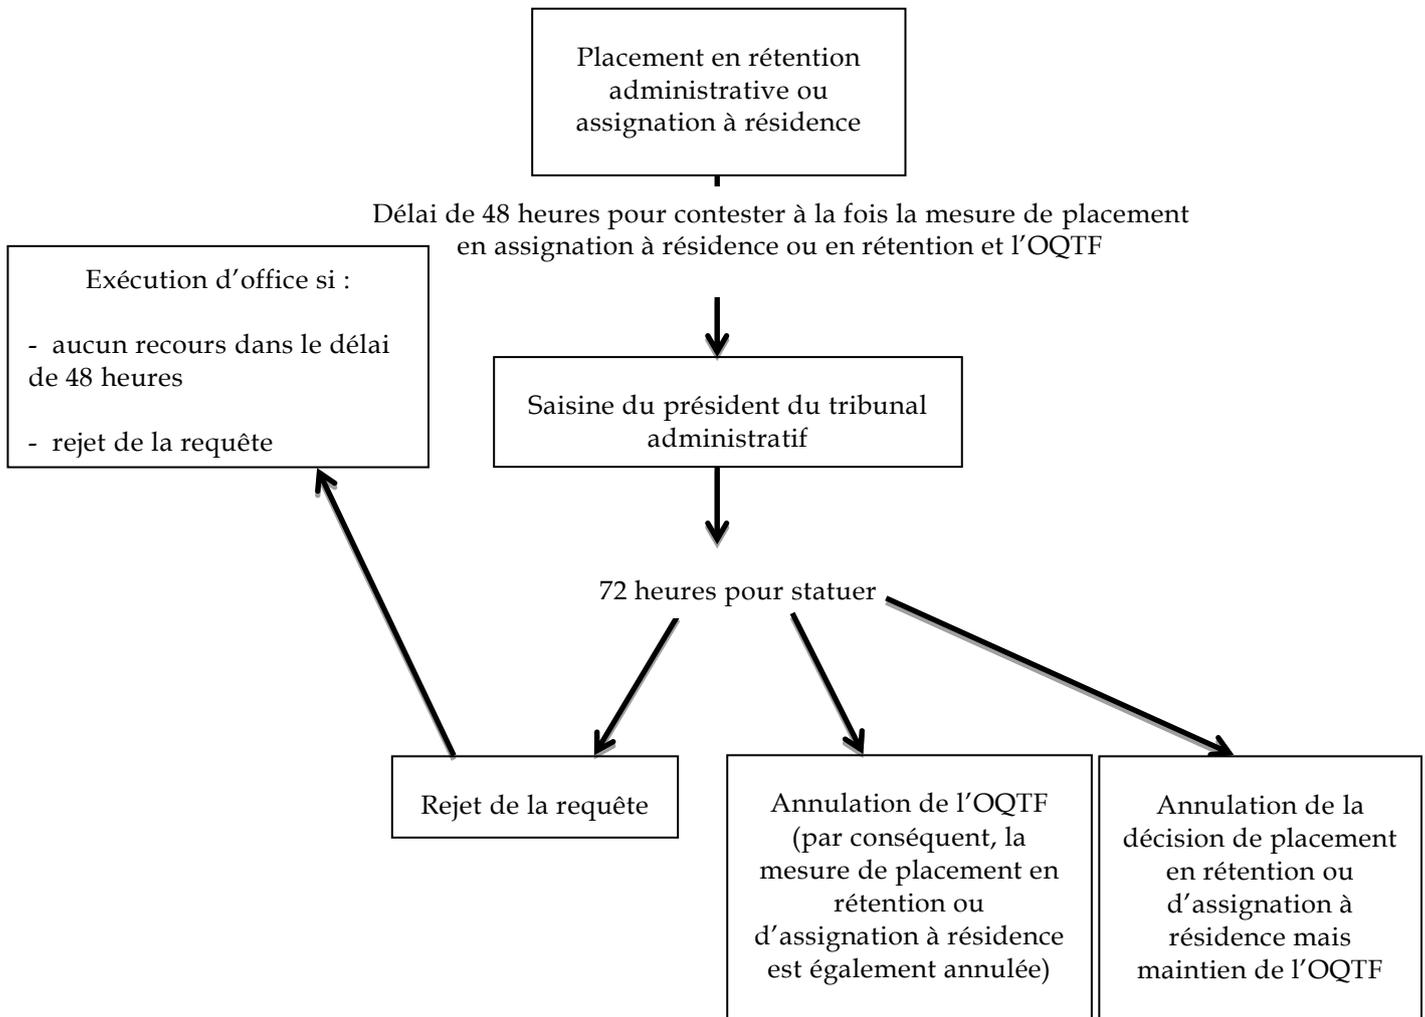 Placement en rétention
administrative ou
assignation à résidence
Délai de 48 heures pour contester à la fois la mesure de placement
en assignation à résidence ou en rétention et l’OQTF
Exécution d’office si :
- aucun recours dans le délai
de 48 heures
- rejet de la requête
Saisine du président du tribunal
administratif
72 heures pour statuer
Rejet de la requête
Annulation de l’OQTF
(par conséquent, la
mesure de placement en
rétention ou
d’assignation à résidence
est également annulée)
Annulation de la
décision de placement
en rétention ou
d’assignation à
résidence mais
maintien de l’OQTF